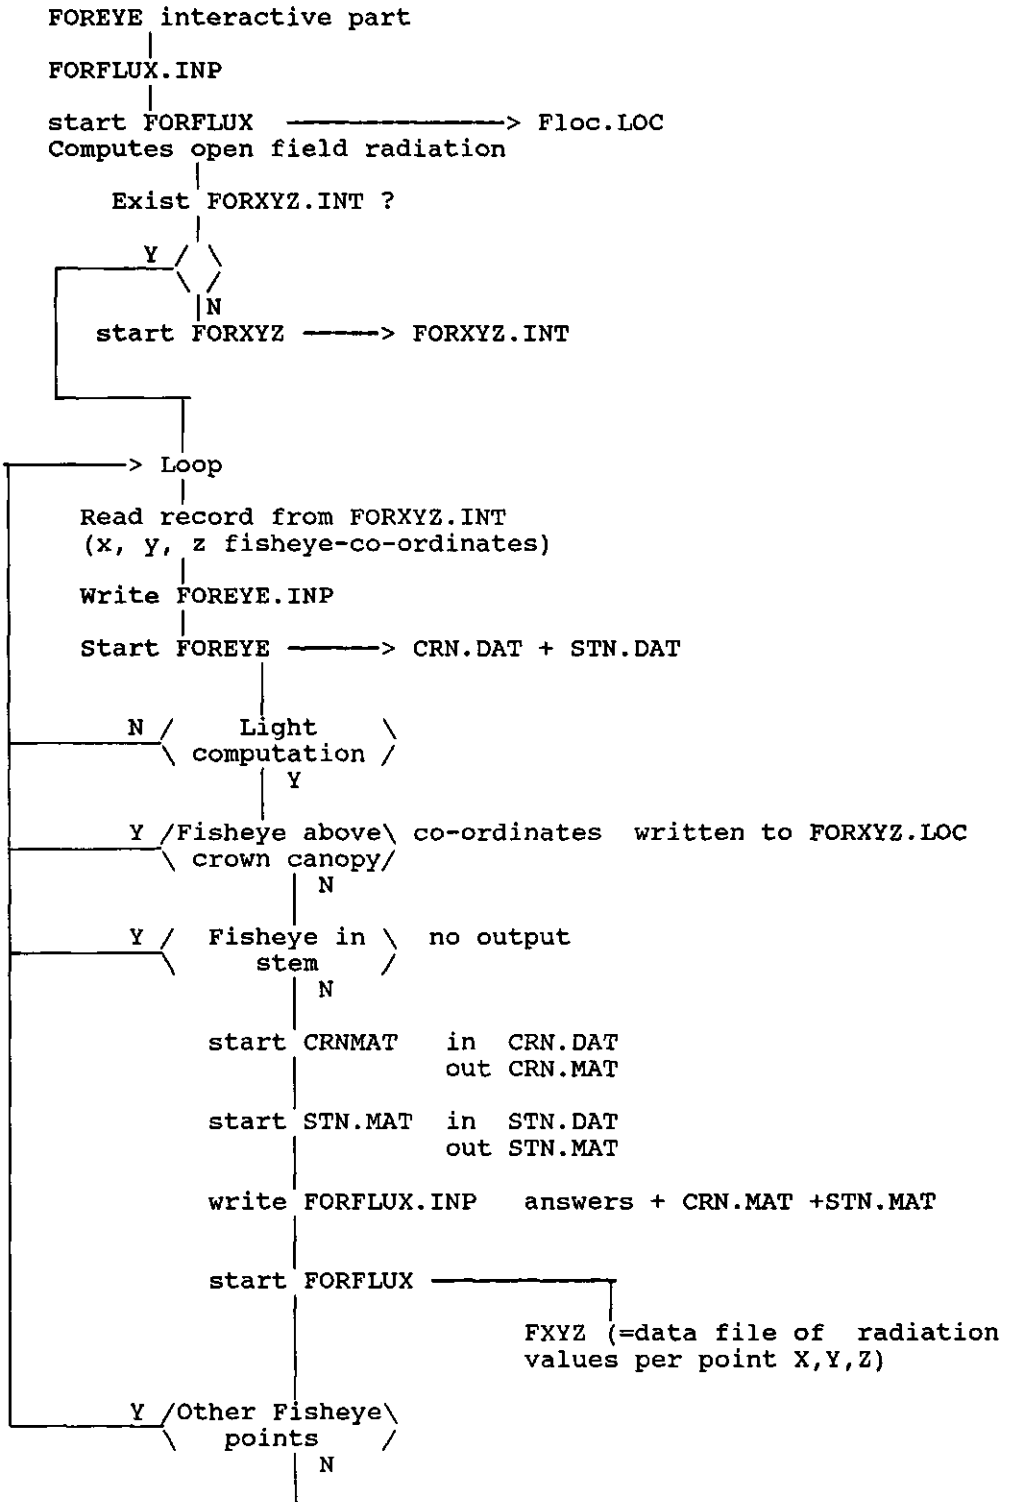 FOREYE interactive part
FORFLUX.INP
start FORFLUX -----------> Floc.LOC
Computes open field radiation
Exist FORXYZ.INT ?
Y
N
start FORXYZ -----> FORXYZ.INT
-----> Loop
Read record from FORXYZ.INT
(x, y, z fisheye-co-ordinates)
Write FOREYE.INP
Start FOREYE -----> CRN.DAT + STN.DAT
N / Light \
\ computation /
Y
Y /Fisheye above\ co-ordinates written to FORXYZ.LOC
\ crown canopy/
N
Y / Fisheye in \ no output
\ stem /
N
start CRNMAT in CRN.DAT
out CRN.MAT
start STN.MAT in STN.DAT
out STN.MAT
write FORFLUX.INP answers + CRN.MAT +STN.MAT
start FORFLUX
FXYZ (=data file of radiation
values per point X,Y,Z)
Y /Other Fisheye\
\ points /
N